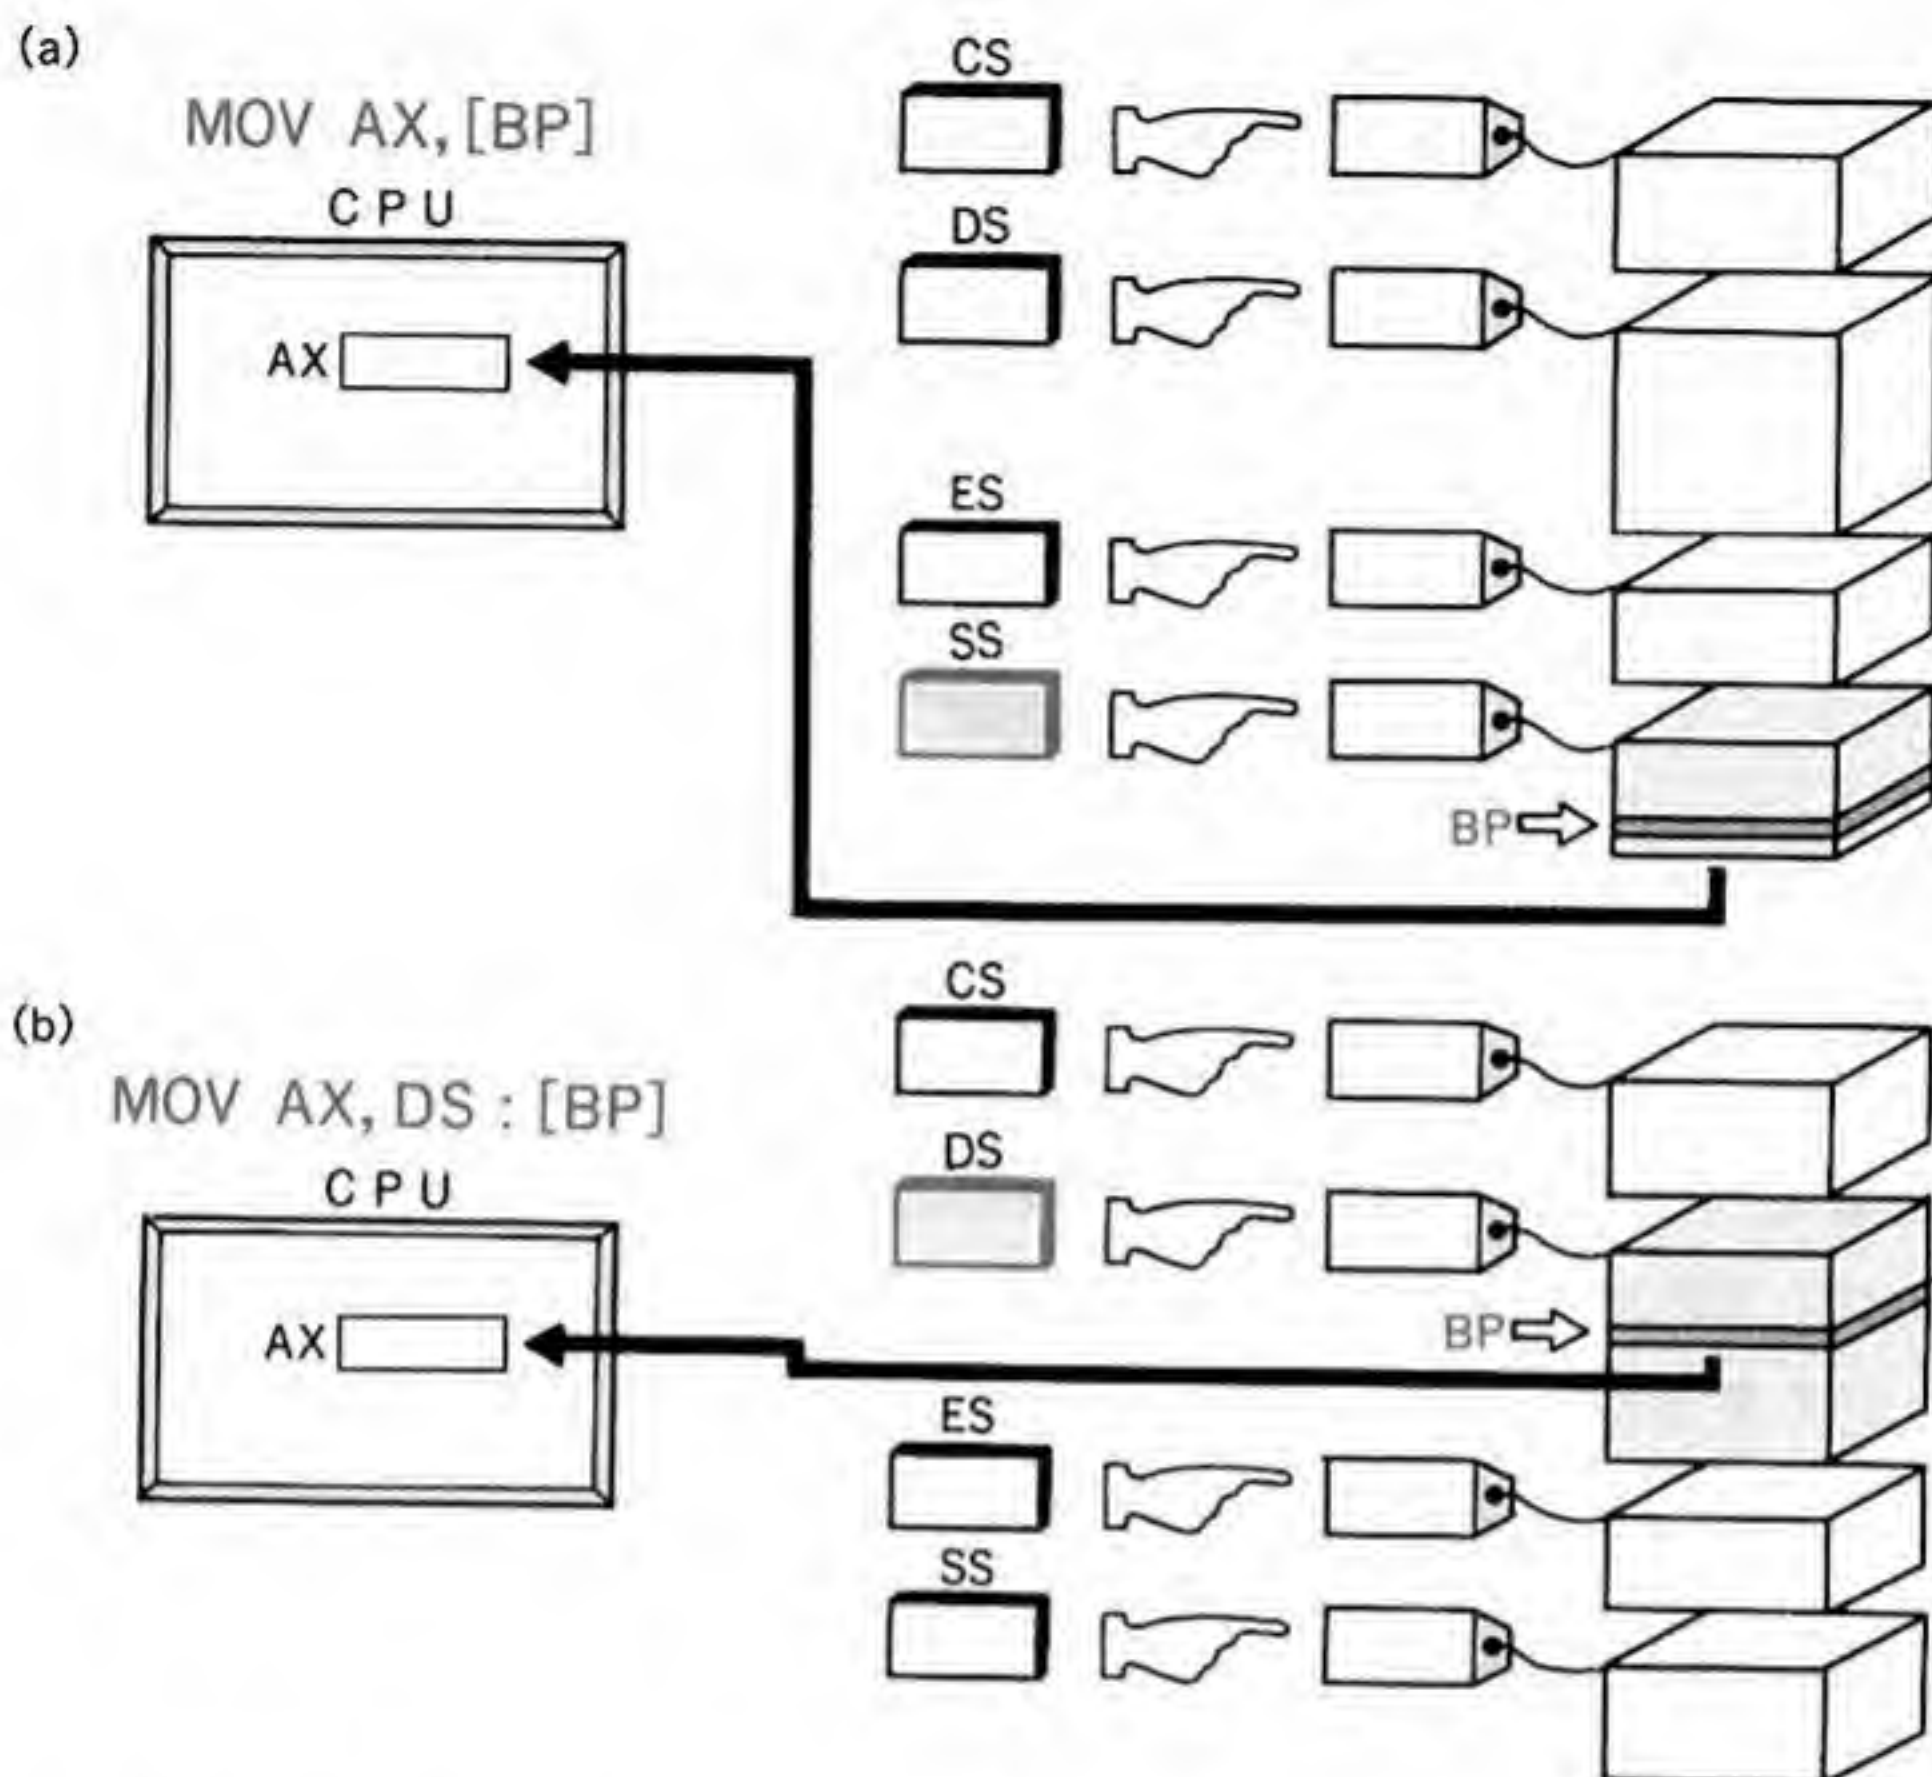 (a)
MOV AX, [BP]
CPU
AX
CS
DS
ES
SS
BP
(b)
MOV AX, DS : [BP]
CPU
AX
CS
DS
BP
ES
SS